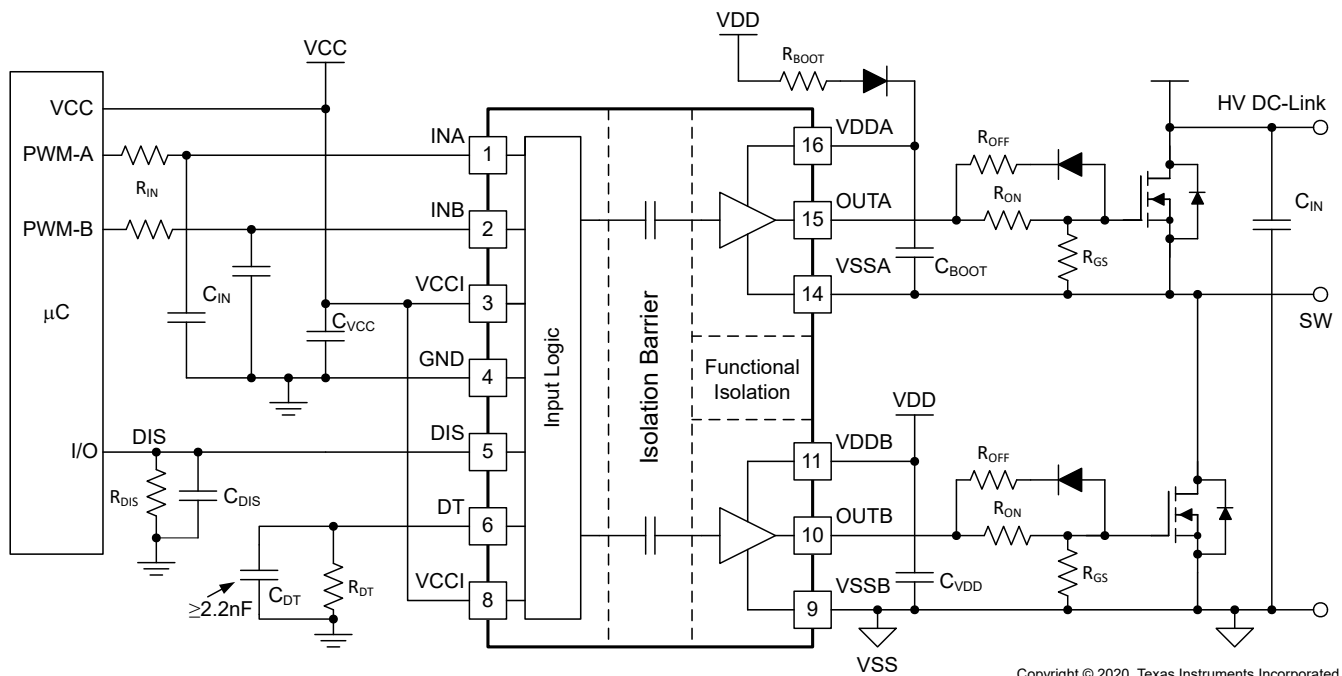 VDD
VCC
R_BOOT
HV DC-Link
VCC
INA
VDDA
1
16
R_OFF
PWM-A
R_IN
R_ON
INB
OUTA
2
15
C_IN
PWM-B
R_GS
VCCI
VSSA
C_BOOT
3
14
C_IN
μC
C_VCC
SW
GND
4
Input Logic
Isolation Barrier
Functional
Isolation
VDD
I/O
DIS
DIS
VDDB
5
11
R_OFF
R_DIS
C_DIS
R_ON
DT
OUTB
6
10
R_GS
≥2.2nF
C_DT
R_DT
VCCI
VSSB
C_VDD
8
9
VSS
Copyright © 2020, Texas Instruments Incorporated